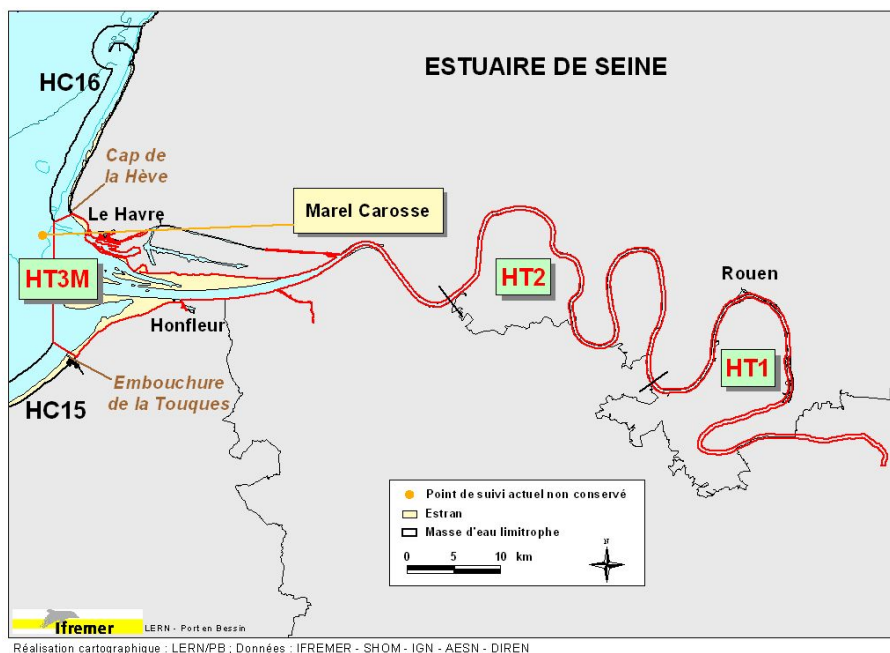 ESTUAIRE DE SEINE
HC16
Cap de
la Hève
Le Havre
Marel Carosse
HT3M
HT2
Rouen
Honfleur
HT1
Embouchure
de la Touques
HC15
Point de suivi actuel non conservé
Estran
Masse d'eau limitrophe
0 5 10 km
Ifremer LERN - Port en Bessin
Réalisation cartographique : LERN/PB ; Données : IFREMER - SHOM - IGN - AESN - DIREN